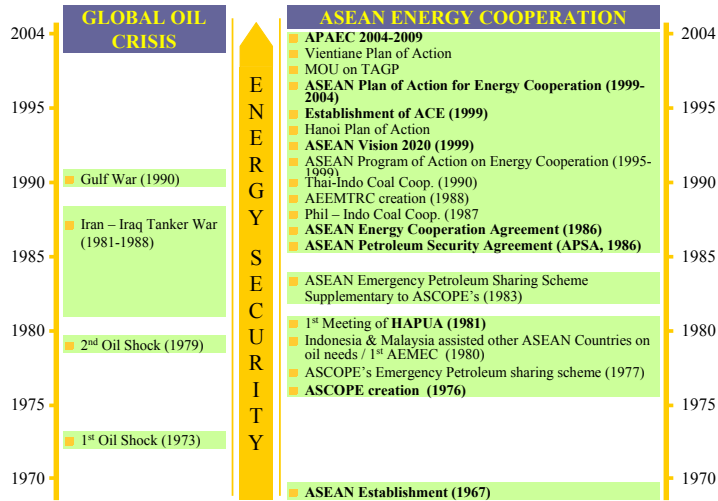 GLOBAL OIL
CRISIS
ASEAN ENERGY COOPERATION
2004
1995
1990
1985
1980
1975
1970
Gulf War (1990)
Iran – Iraq Tanker War
(1981-1988)
2nd Oil Shock (1979)
1st Oil Shock (1973)
ENERGY SECURITY
APAEC 2004-2009
Vientiane Plan of Action
MOU on TAGP
ASEAN Plan of Action for Energy Cooperation (1999-
2004)
Establishment of ACE (1999)
Hanoi Plan of Action
ASEAN Vision 2020 (1999)
ASEAN Program of Action on Energy Cooperation (1995-
1999)
Thai-Indo Coal Coop. (1990)
AEEMTRC creation (1988)
Phil – Indo Coal Coop. (1987
ASEAN Energy Cooperation Agreement (1986)
ASEAN Petroleum Security Agreement (APSA, 1986)
ASEAN Emergency Petroleum Sharing Scheme
Supplementary to ASCOPE's (1983)
1st Meeting of HAPUA (1981)
Indonesia & Malaysia assisted other ASEAN Countries on
oil needs / 1st AEMEC (1980)
ASCOPE's Emergency Petroleum sharing scheme (1977)
ASCOPE creation (1976)
ASEAN Establishment (1967)
2004
1995
1990
1985
1980
1975
1970